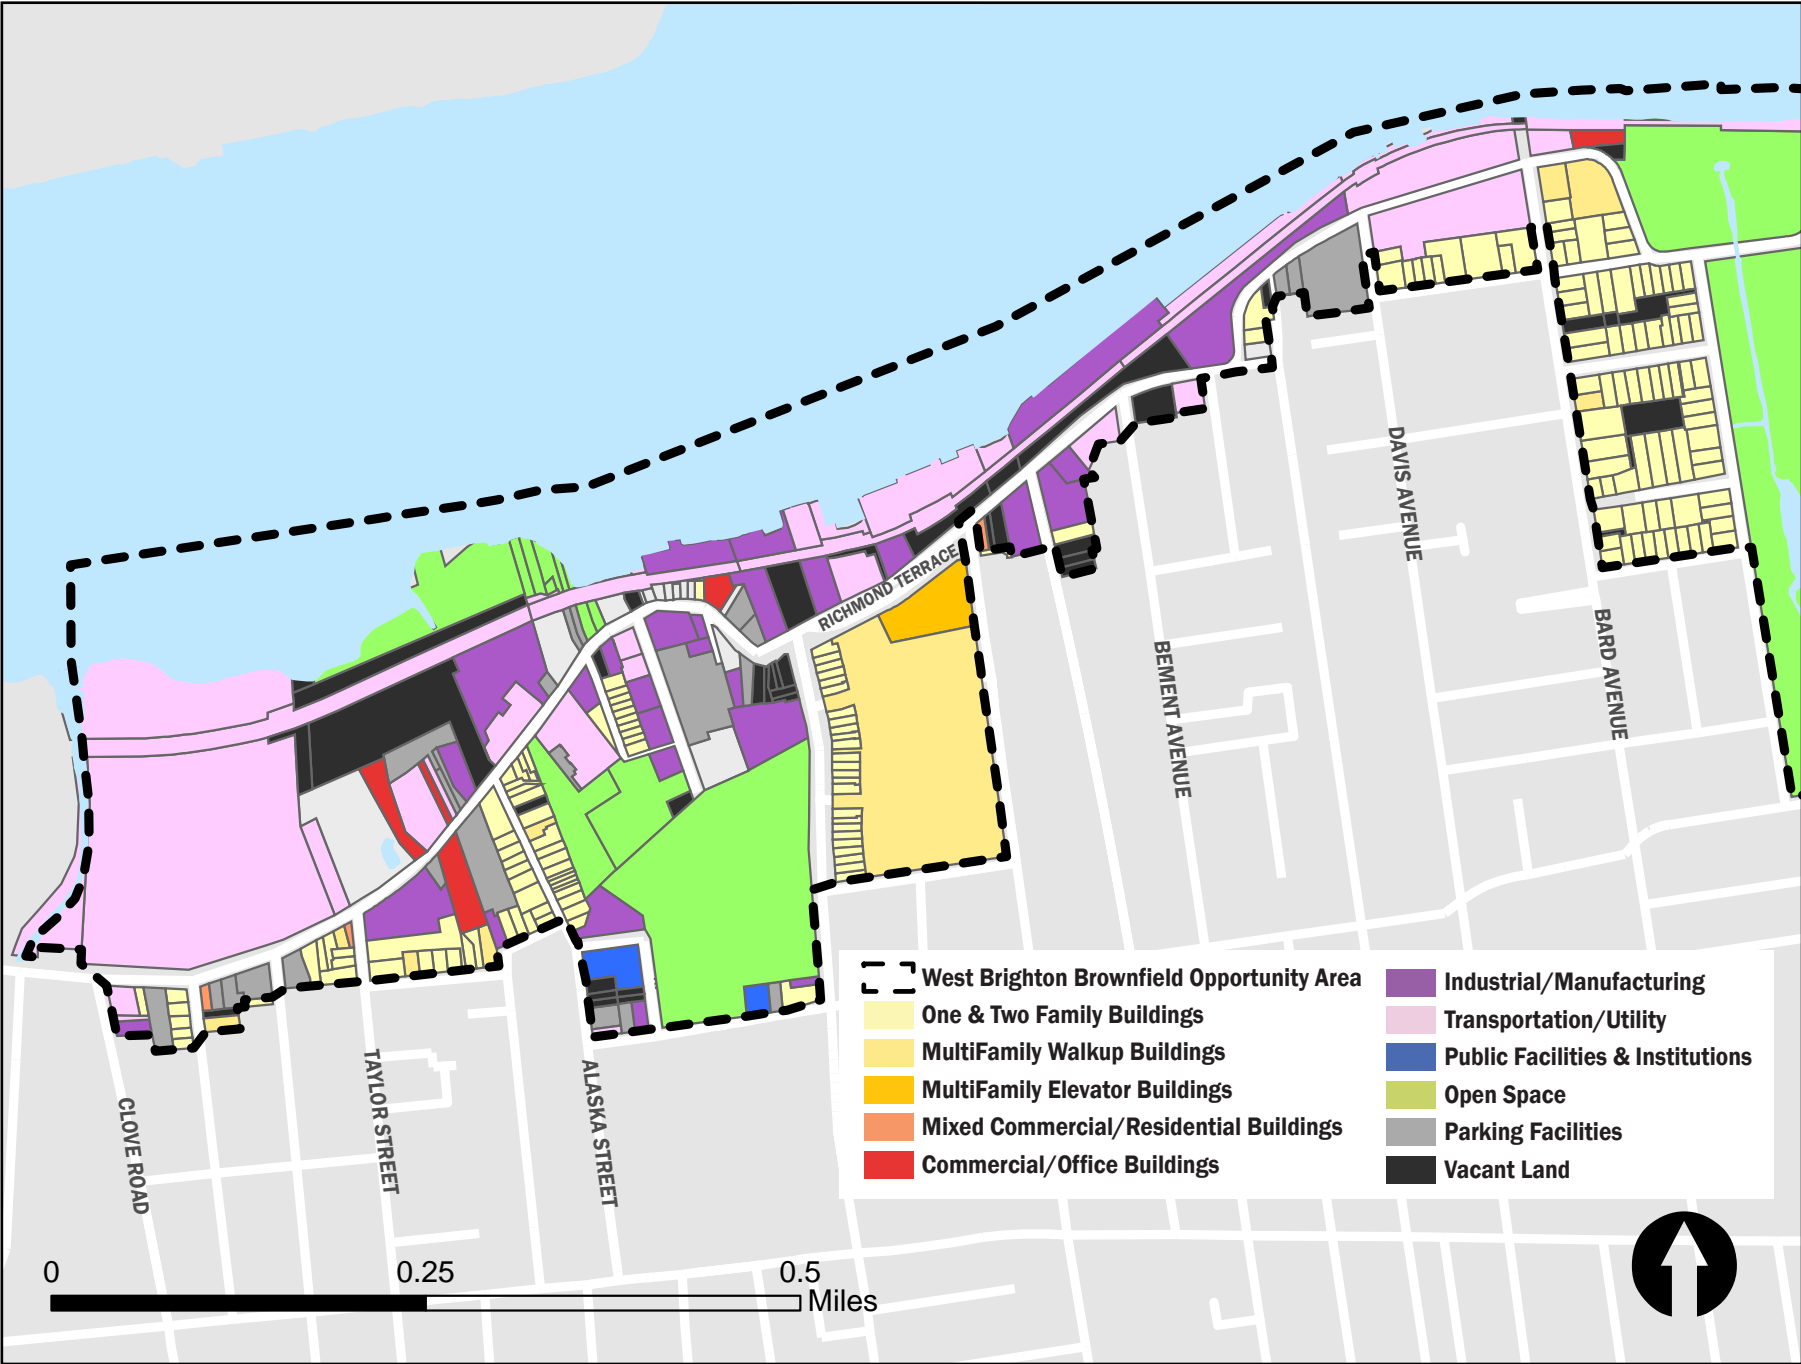 RICHMOND TERRACE
DAVIS AVENUE
BEMENT AVENUE
BARD AVENUE
CLOVE ROAD
TAYLOR STREET
ALASKA STREET
West Brighton Brownfield Opportunity Area
One & Two Family Buildings
MultiFamily Walkup Buildings
MultiFamily Elevator Buildings
Mixed Commercial/Residential Buildings
Commercial/Office Buildings
Industrial/Manufacturing
Transportation/Utility
Public Facilities & Institutions
Open Space
Parking Facilities
Vacant Land
0 0.25 0.5
Miles